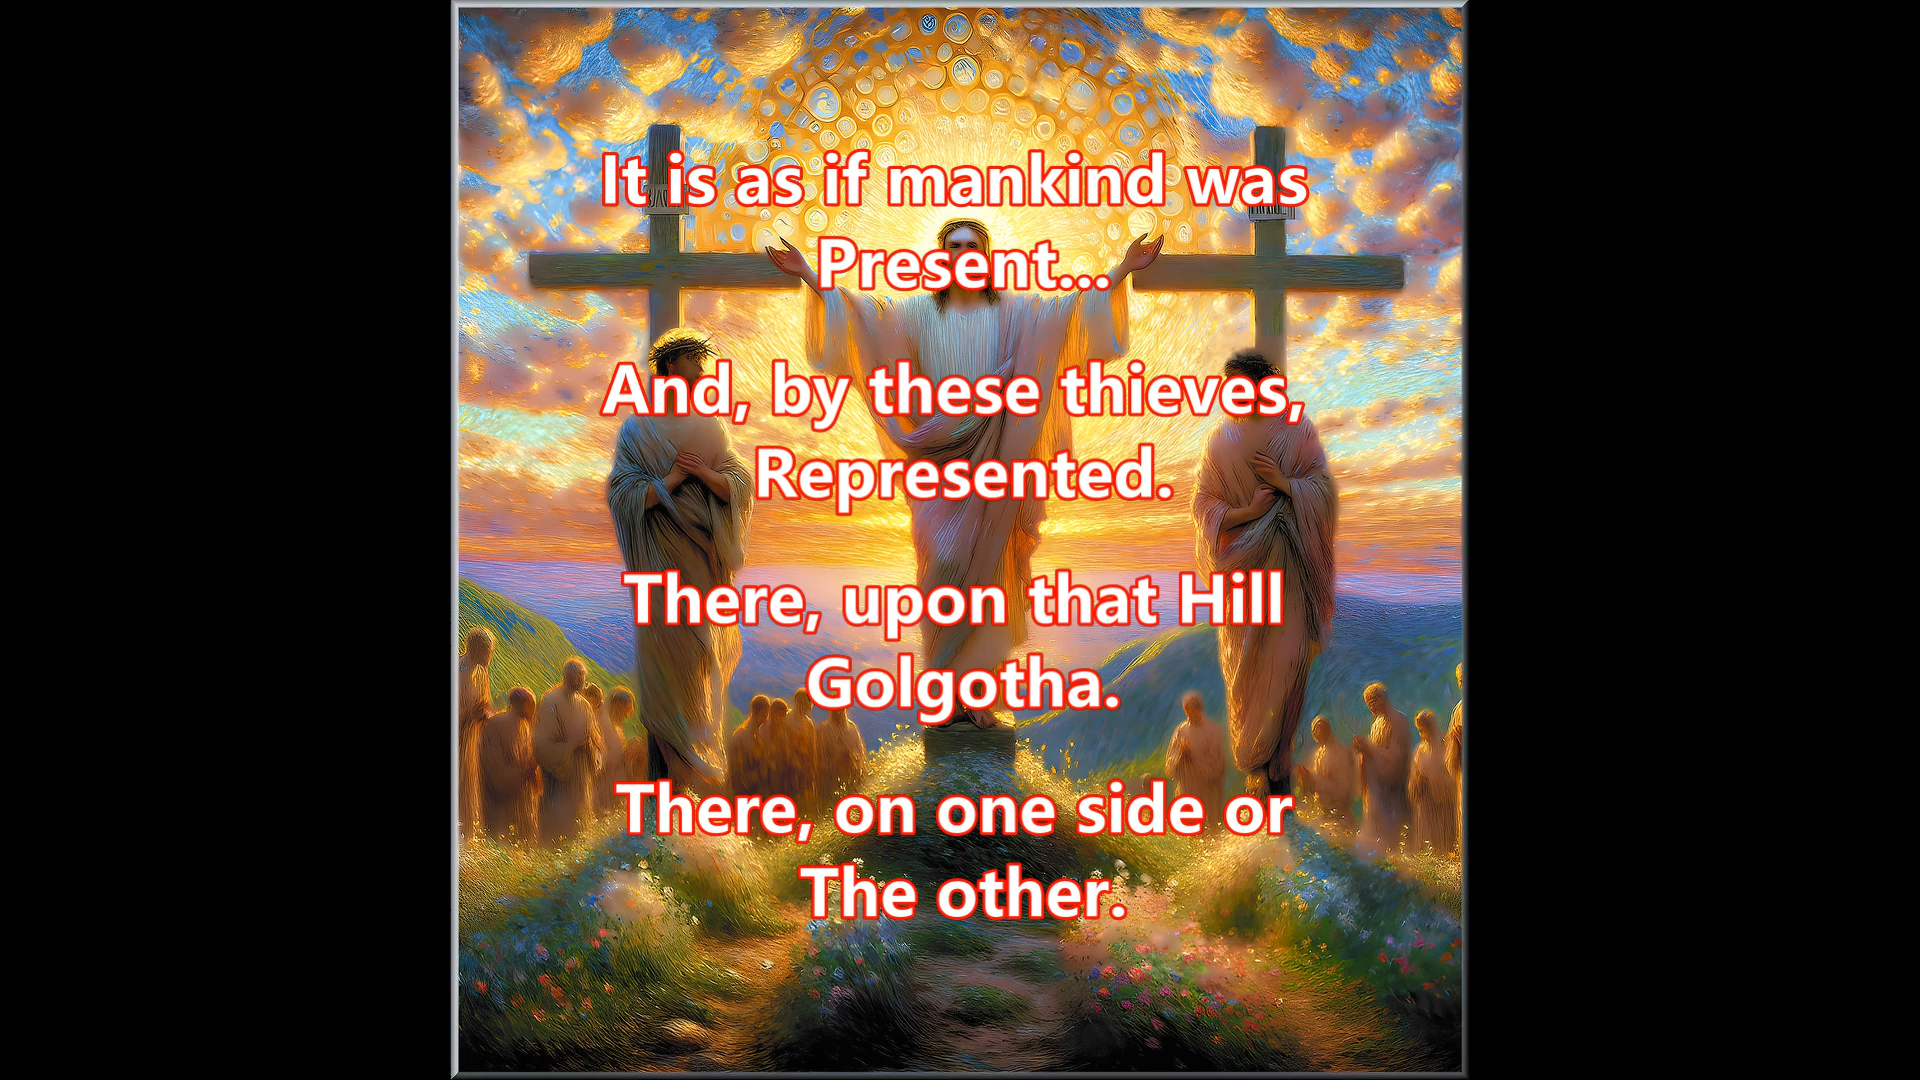 It is as if mankind was
Present...
And, by these thieves,
Represented.
There, upon that Hill
Golgotha.
There, on one side or
The other.